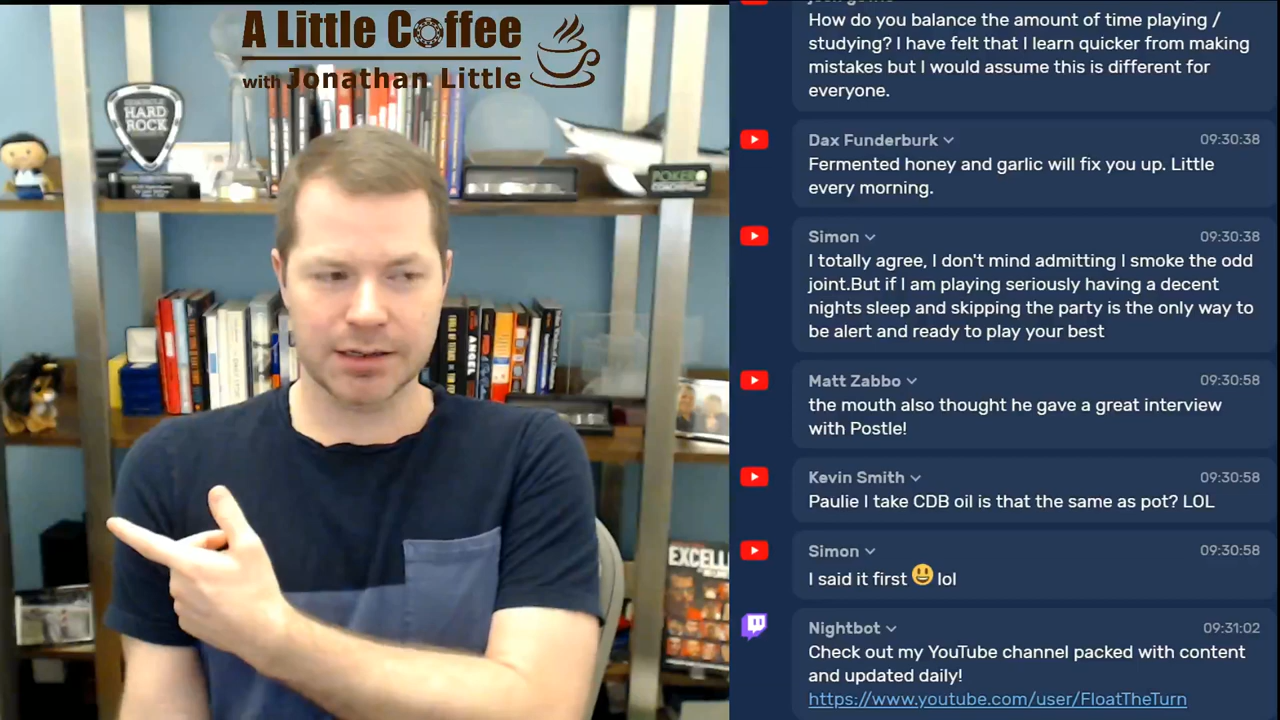 A Little Coffee
with Jonathan Little
HARD
ROCK
POKER
COACHING
ANGEL
EXCELL
How do you balance the amount of time playing /
studying? I have felt that I learn quicker from making
mistakes but I would assume this is different for
everyone.
Dax Funderburk 09:30:38
Fermented honey and garlic will fix you up. Little
every morning.
Simon 09:30:38
I totally agree, I don't mind admitting I smoke the odd
joint.But if I am playing seriously having a decent
nights sleep and skipping the party is the only way to
be alert and ready to play your best
Matt Zabbo 09:30:58
the mouth also thought he gave a great interview
with Postle!
Kevin Smith 09:30:58
Paulie I take CDB oil is that the same as pot? LOL
Simon 09:30:58
I said it first 😃 lol
Nightbot 09:31:02
Check out my YouTube channel packed with content
and updated daily!
https://www.youtube.com/user/FloatTheTurn